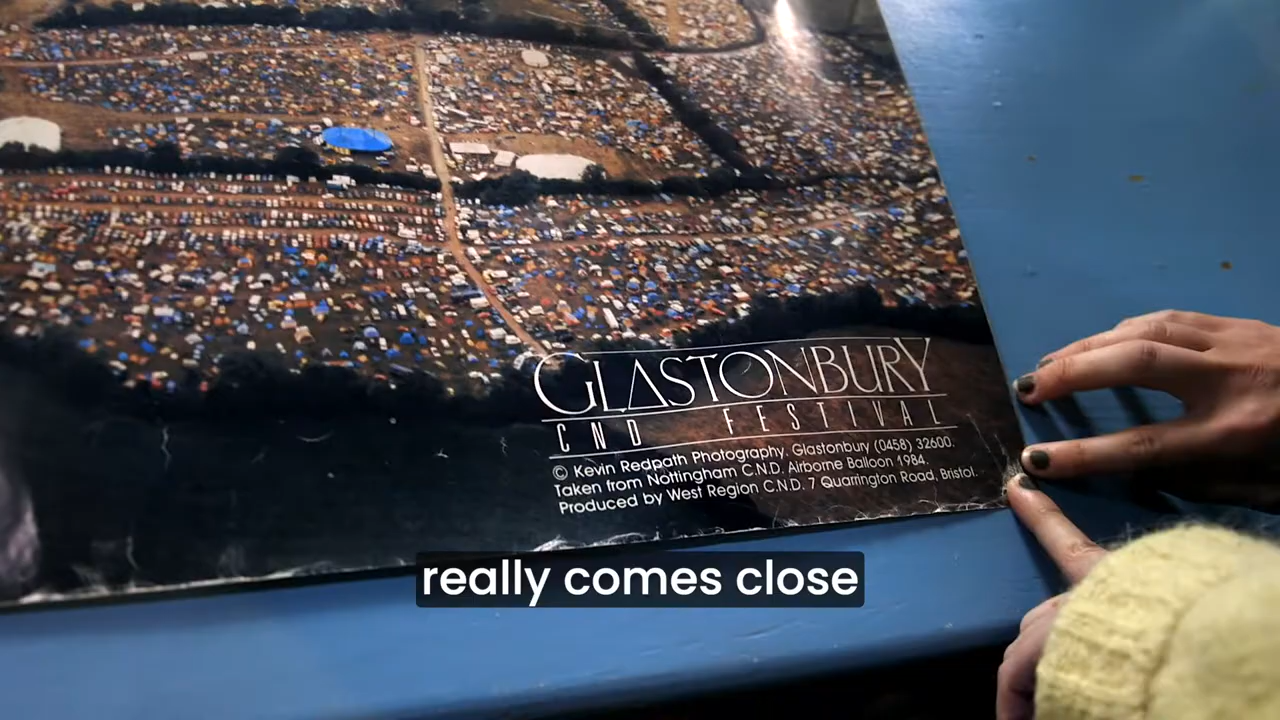 GLASTONBURY
CND FESTIVAL
© Kevin Redpath Photography. Glastonbury (0458) 32600.
Taken from Nottingham C.N.D. Airborne Balloon 1984.
Produced by West Region C.N.D. 7 Quarrington Road, Bristol.
really comes close